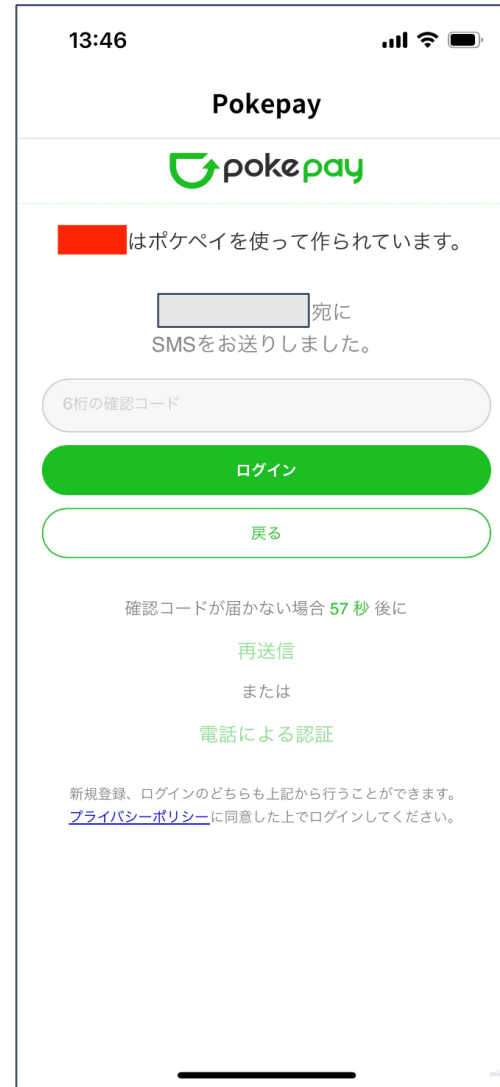 13:46
Pokepay
pokepay
はポケペイを使って作られています。
宛に
SMSをお送りしました。
6桁の確認コード
ログイン
戻る
確認コードが届かない場合 57 秒 後に
再送信
または
電話による認証
新規登録、ログインのどちらも上記から行うことができます。
プライバシーポリシーに同意した上でログインしてください。